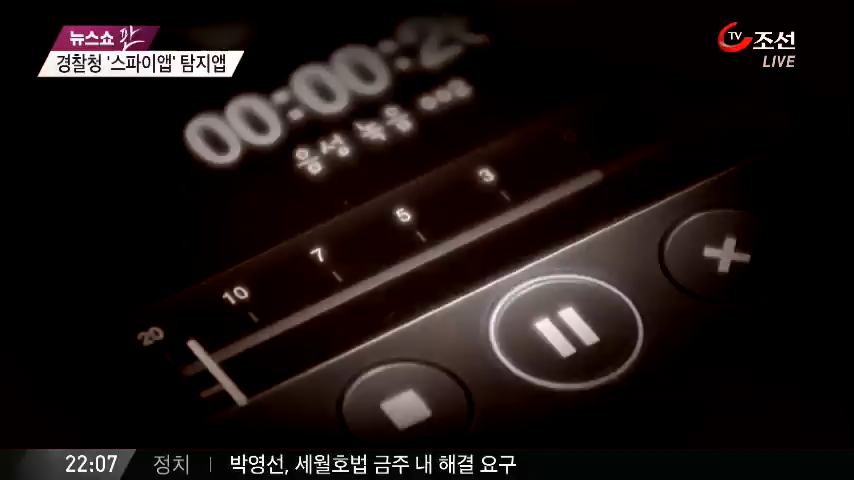 뉴스쇼 판
경찰청 '스파이앱' 탐지앱
TV조선
LIVE
00:00:2
음성 녹음 002
20 10 7 5 3
22:07 정치 박영선, 세월호법 금주 내 해결 요구